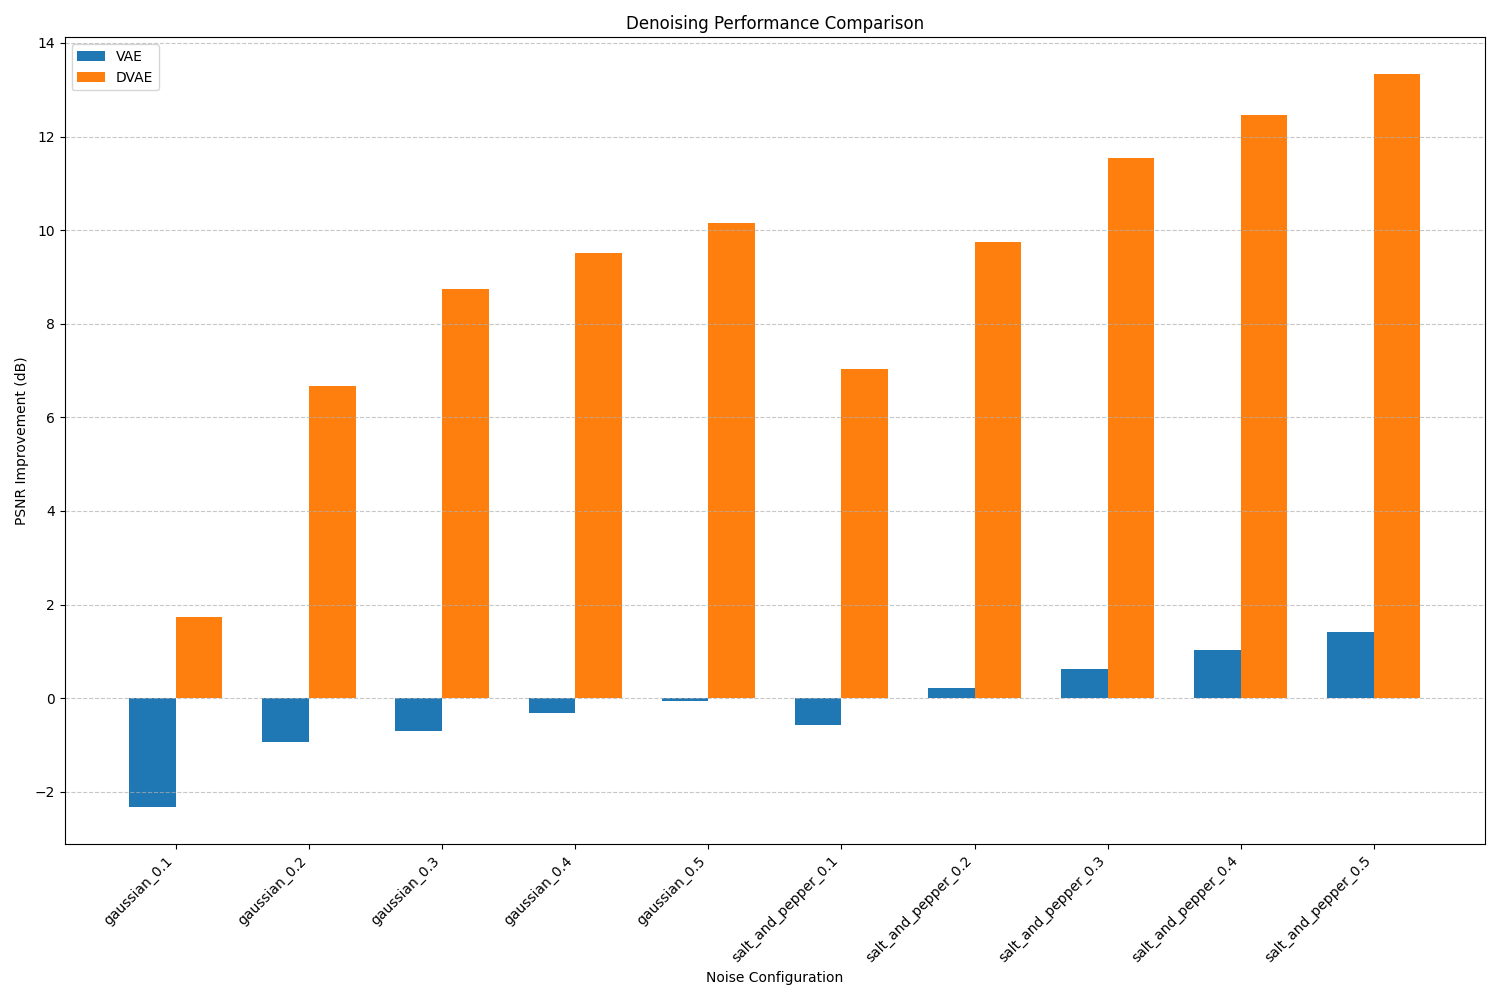 Denoising Performance Comparison
VAE
DVAE
PSNR Improvement (dB)
14
12
10
8
6
4
2
0
−2
gaussian_0.1
gaussian_0.2
gaussian_0.3
gaussian_0.4
gaussian_0.5
salt_and_pepper_0.1
salt_and_pepper_0.2
salt_and_pepper_0.3
salt_and_pepper_0.4
salt_and_pepper_0.5
Noise Configuration